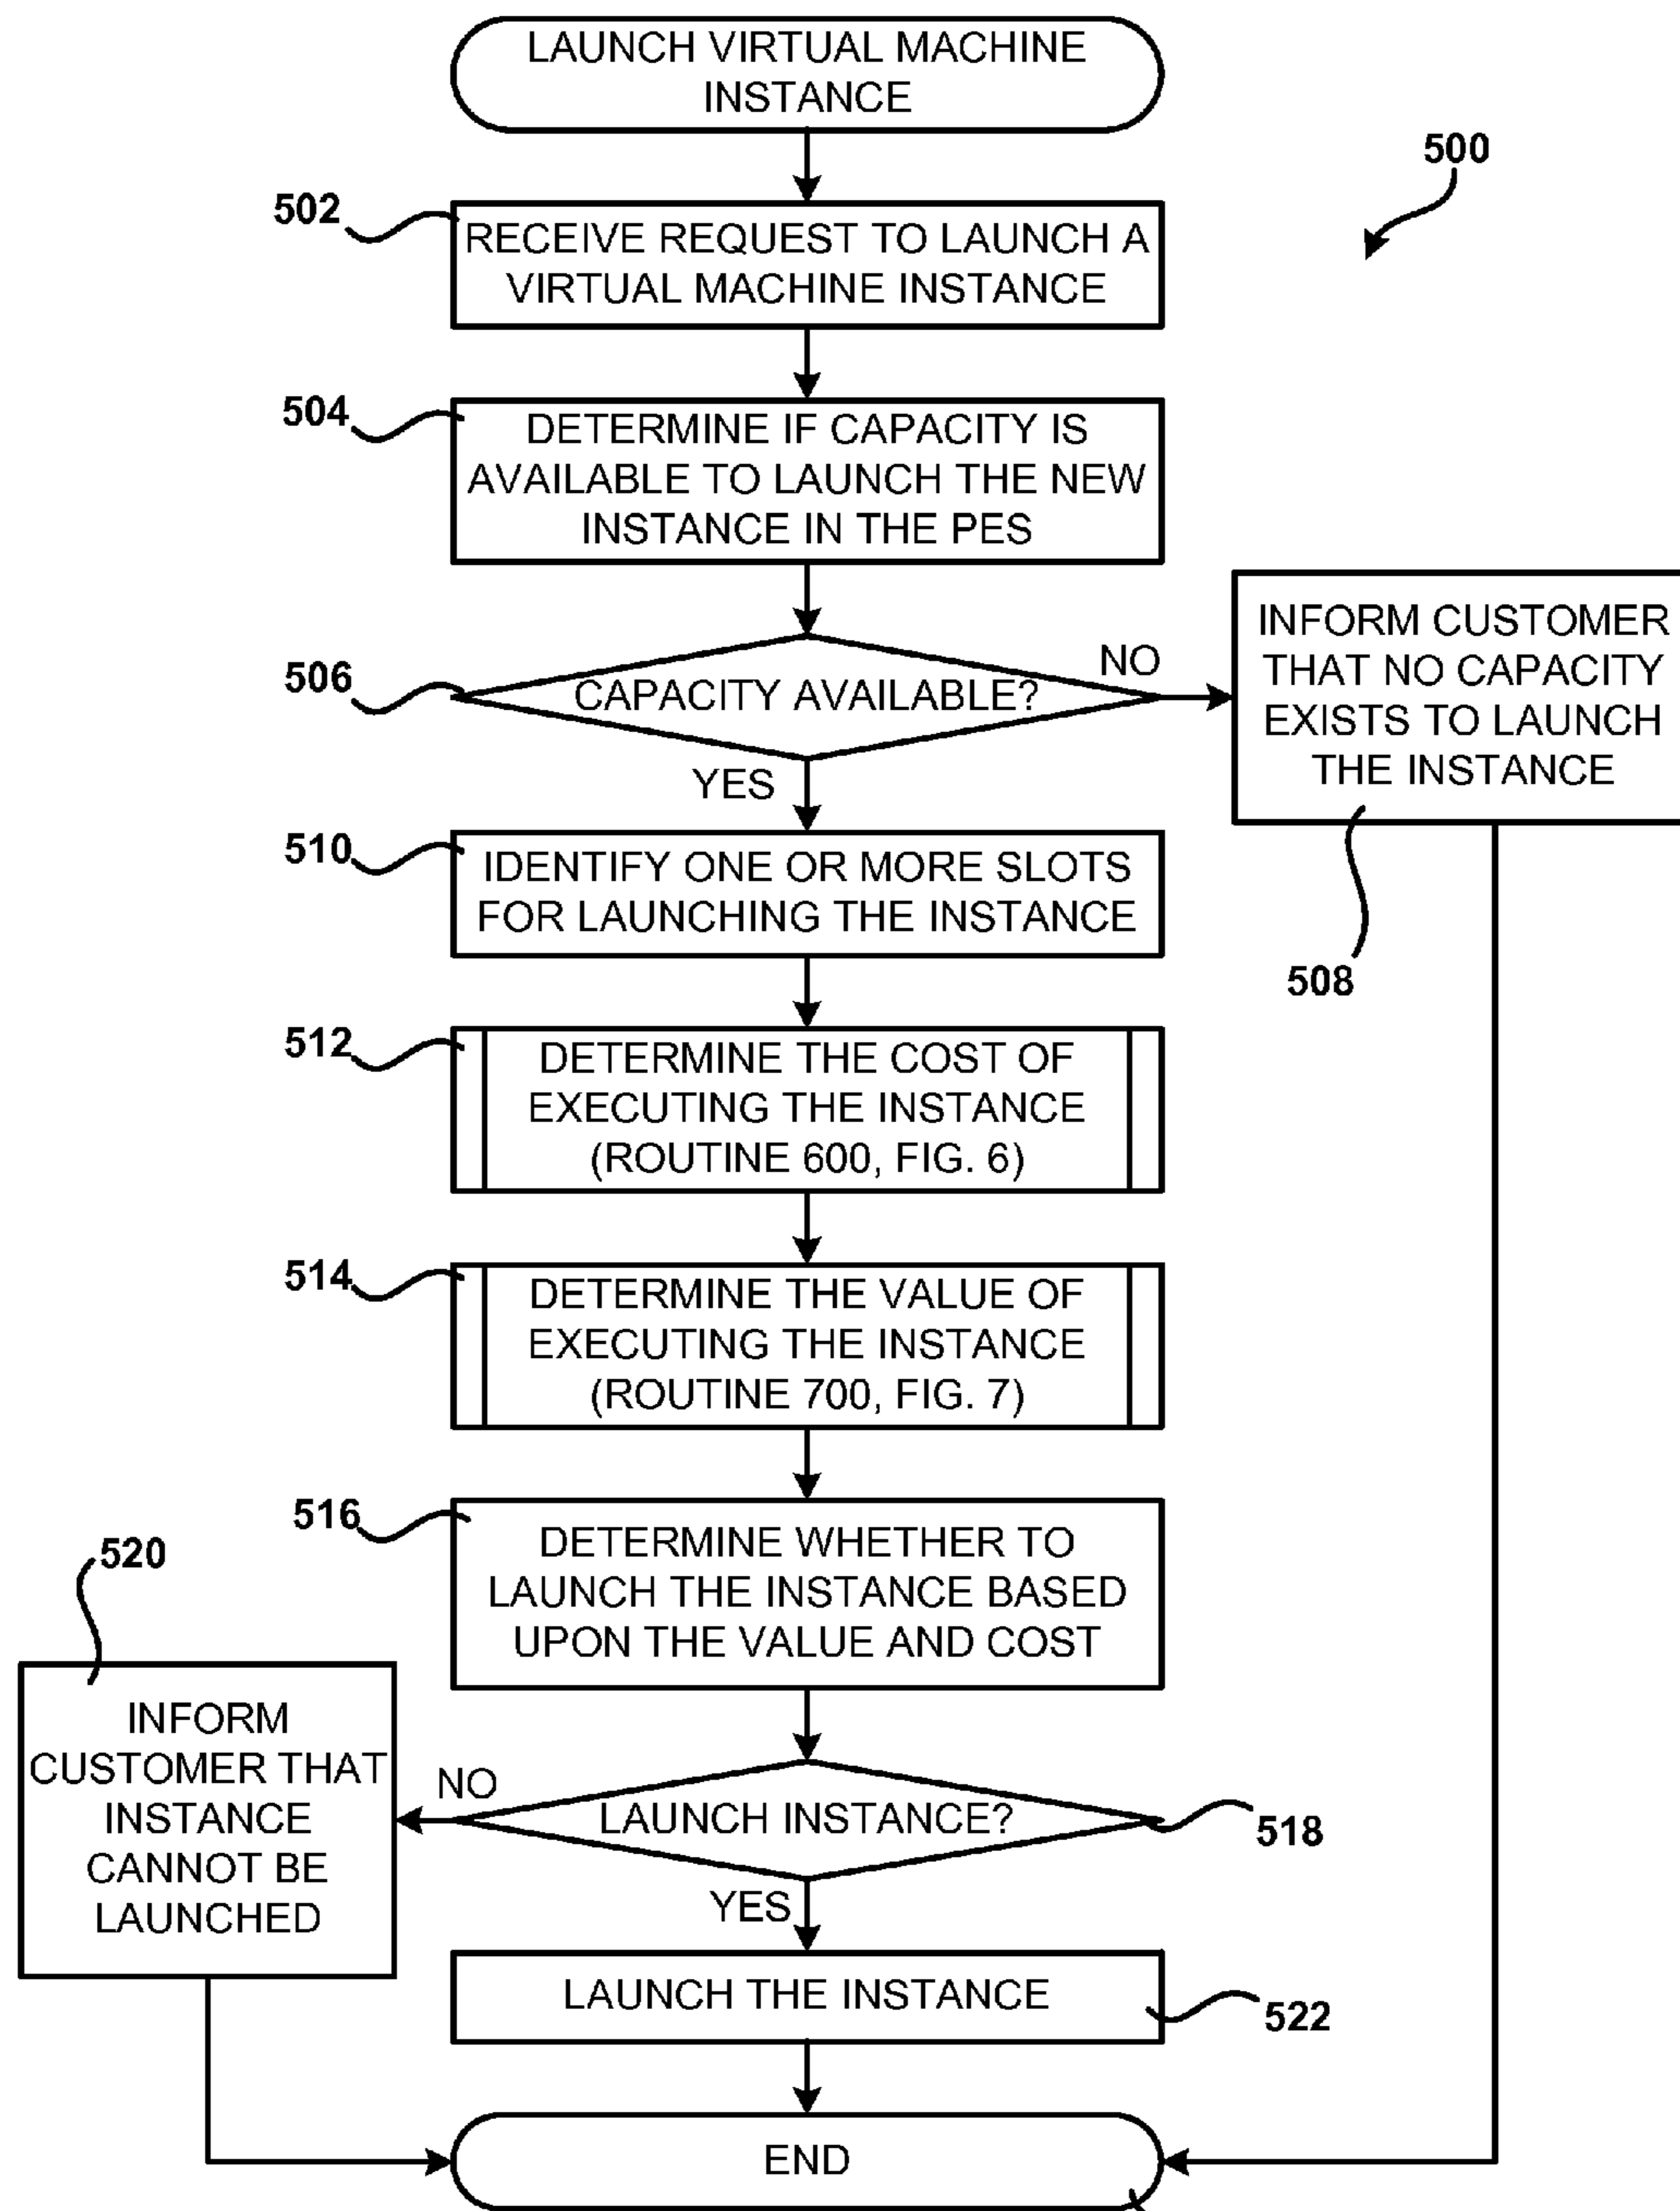 LAUNCH VIRTUAL MACHINE
INSTANCE
500
502
RECEIVE REQUEST TO LAUNCH A
VIRTUAL MACHINE INSTANCE
504
DETERMINE IF CAPACITY IS
AVAILABLE TO LAUNCH THE NEW
INSTANCE IN THE PES
506
CAPACITY AVAILABLE?
NO
YES
INFORM CUSTOMER
THAT NO CAPACITY
EXISTS TO LAUNCH
THE INSTANCE
508
510
IDENTIFY ONE OR MORE SLOTS
FOR LAUNCHING THE INSTANCE
512
DETERMINE THE COST OF
EXECUTING THE INSTANCE
(ROUTINE 600, FIG. 6)
514
DETERMINE THE VALUE OF
EXECUTING THE INSTANCE
(ROUTINE 700, FIG. 7)
516
DETERMINE WHETHER TO
LAUNCH THE INSTANCE BASED
UPON THE VALUE AND COST
520
INFORM
CUSTOMER THAT
INSTANCE
CANNOT BE
LAUNCHED
NO
LAUNCH INSTANCE?
518
YES
LAUNCH THE INSTANCE
522
END